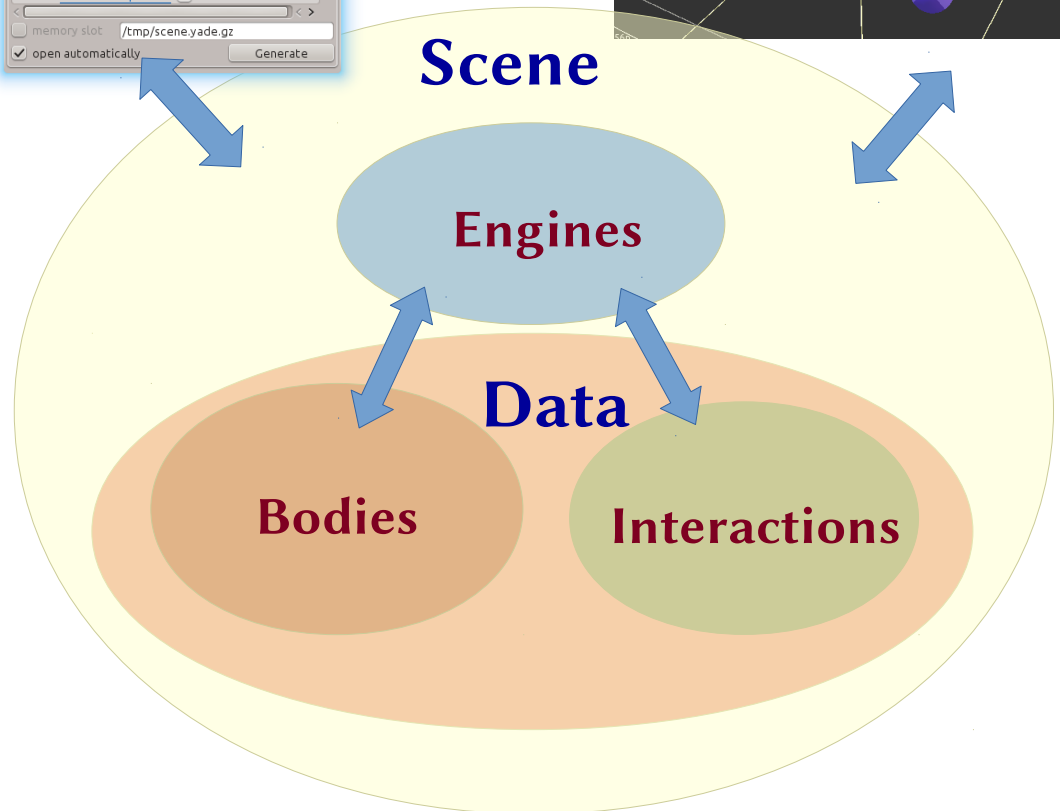 memory slot /tmp/scene.yade.gz
open automatically Generate
Scene
Engines
Data
Bodies
Interactions